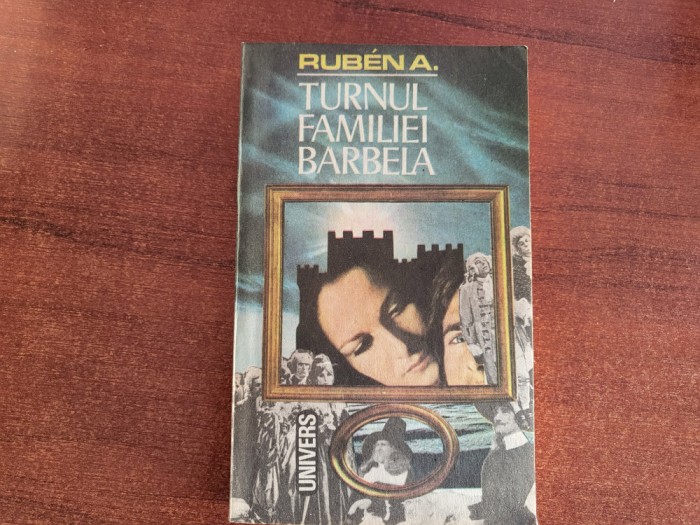 RUBÉN A.
TURNUL
FAMILIEI
BARBELA
UNIVERS